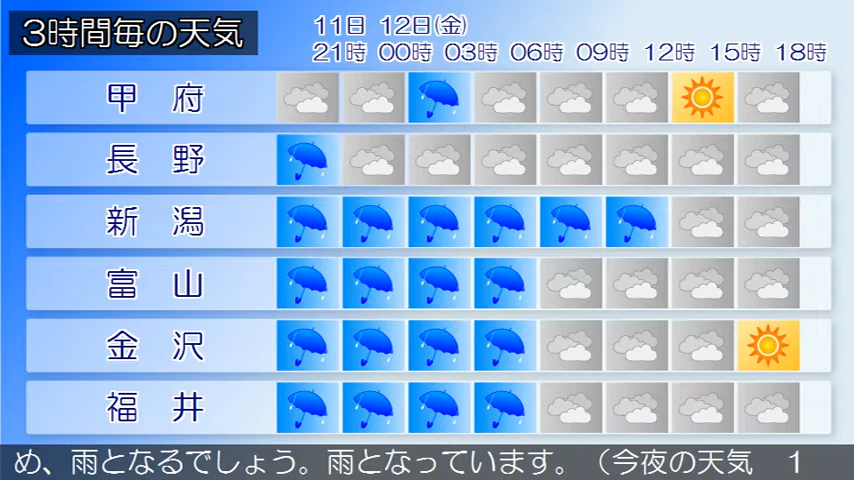 3時間毎の天気
11日 12日(金)
21時 00時 03時 06時 09時 12時 15時 18時
甲府
長野
新潟
富山
金沢
福井
め、雨となるでしょう。雨となっています。（今夜の天気　１